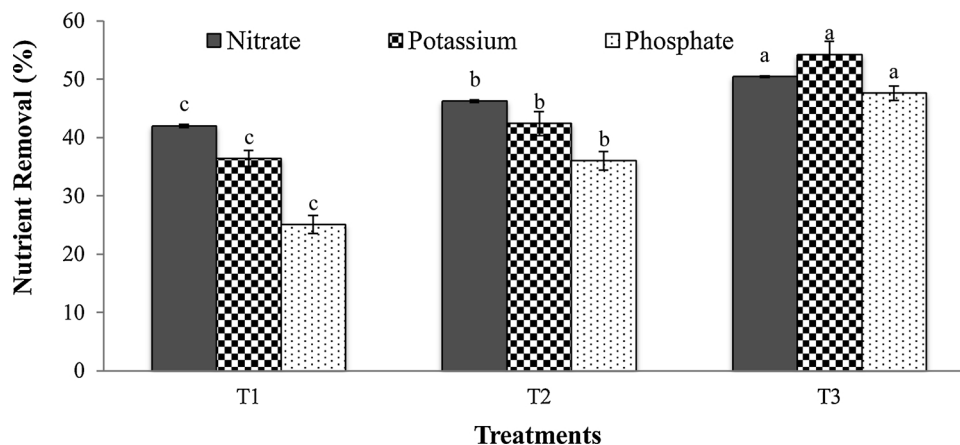 Nutrient Removal (%)
60
50
40
30
20
10
0
Nitrate
Potassium
Phosphate
c
c
c
b
b
b
a
a
a
T1
T2
T3
Treatments